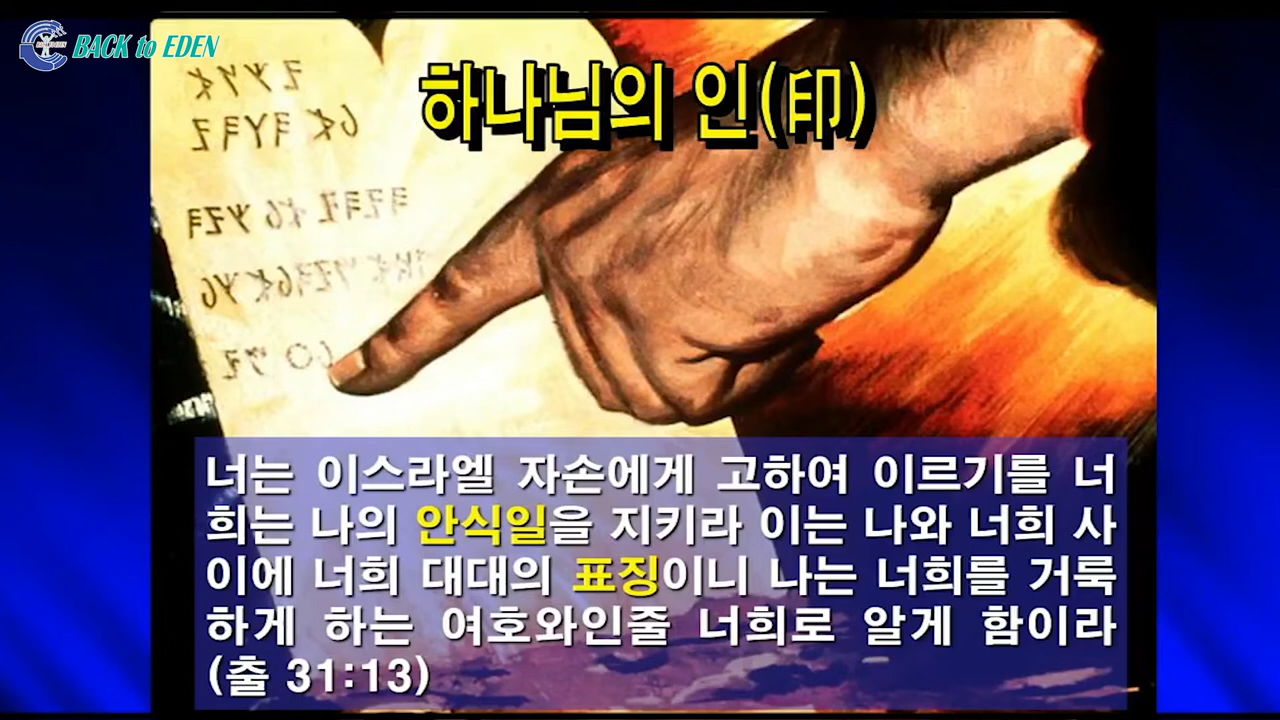 BACK to EDEN
하나님의 인(印)
너는 이스라엘 자손에게 고하여 이르기를 너
희는 나의 안식일을 지키라 이는 나와 너희 사
이에 너희 대대의 표징이니 나는 너희를 거룩
하게 하는 여호와인줄 너희로 알게 함이라
(출 31:13)